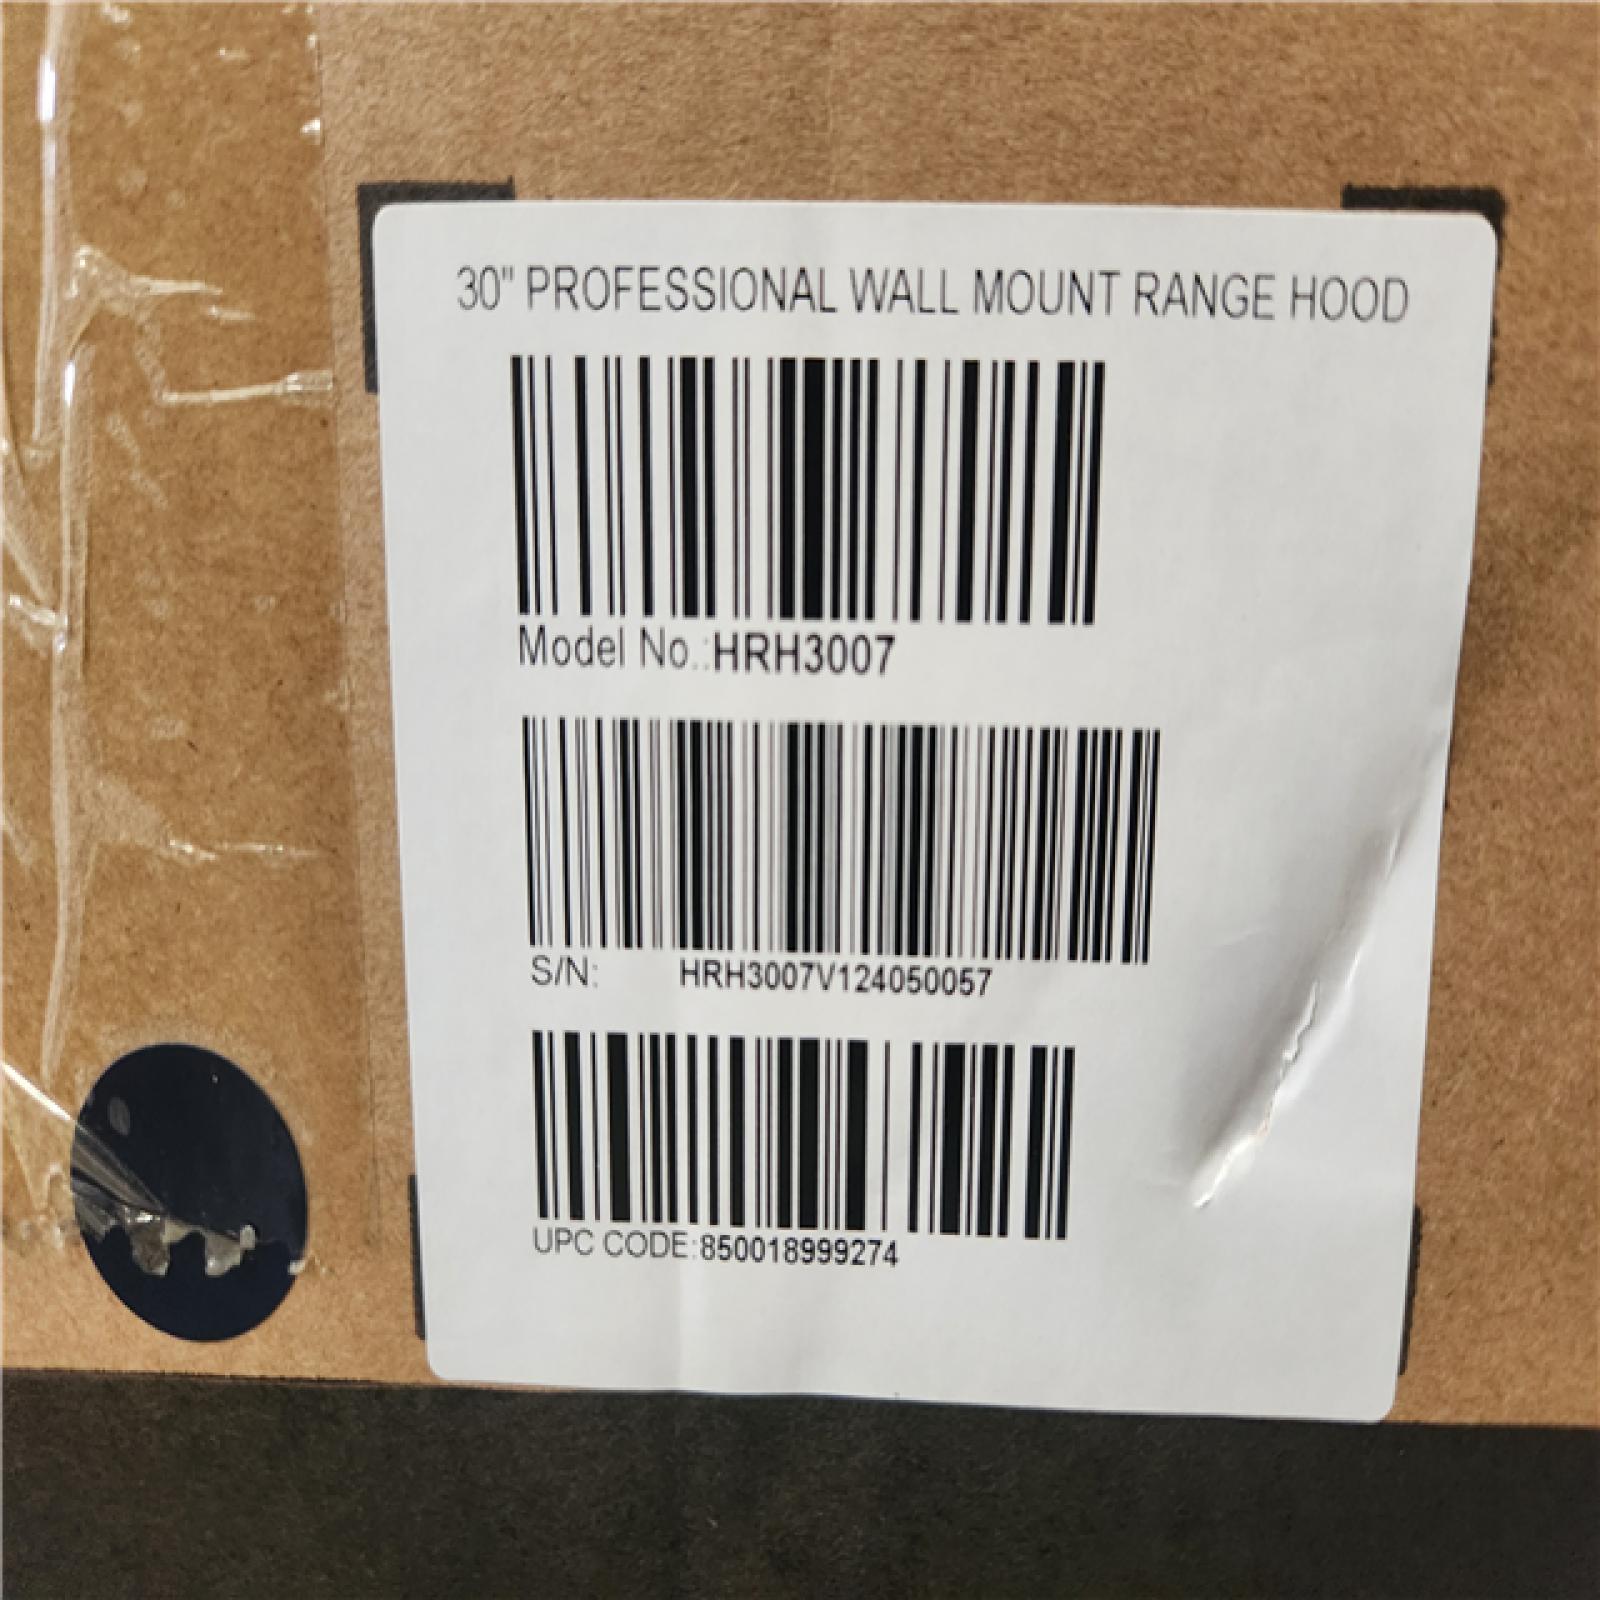 30" PROFESSIONAL WALL MOUNT RANGE HOOD
Model No.:HRH3007
S/N: HRH3007V124050057
UPC CODE:850018999274